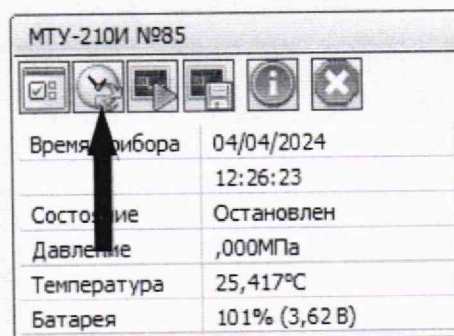 МТУ-210И №85
Время прибора 04/04/2024
12:26:23
Состояние Остановлен
Давление ,000МПа
Температура 25,417°C
Батарея 101% (3,62 В)